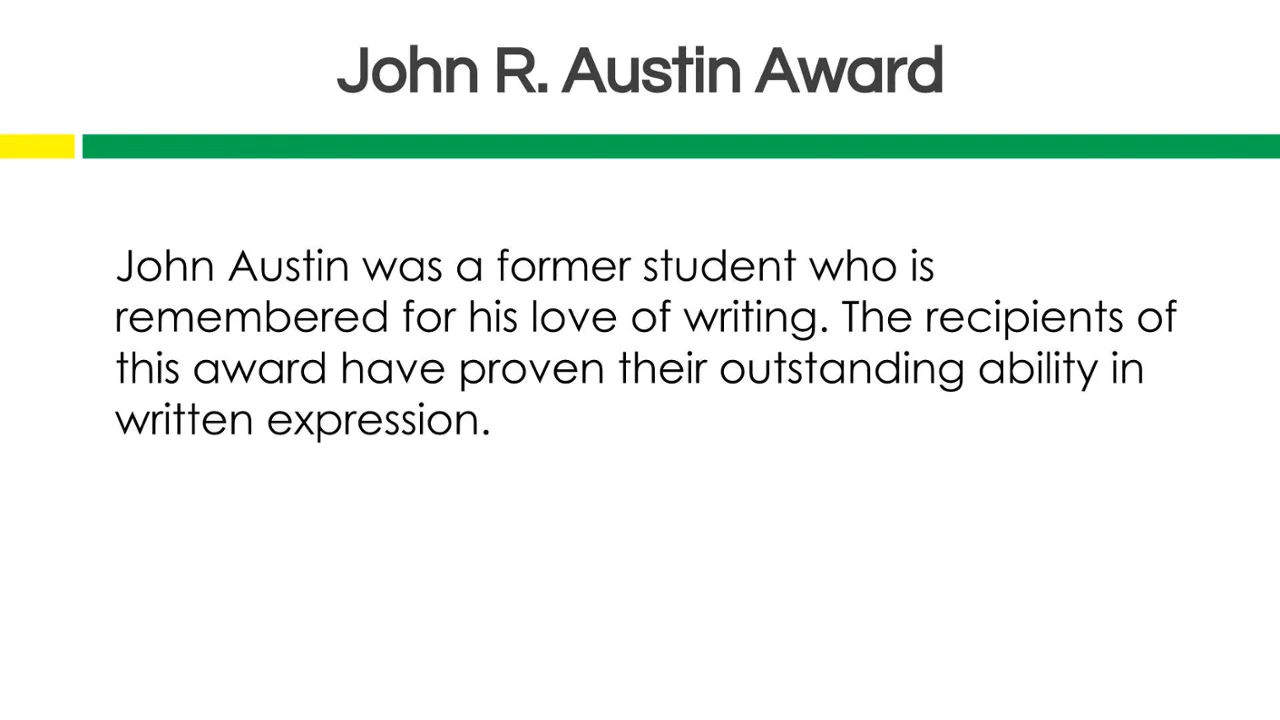 John R. Austin Award
John Austin was a former student who is
remembered for his love of writing. The recipients of
this award have proven their outstanding ability in
written expression.